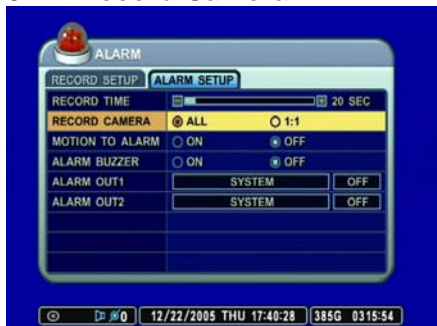 ALARM
RECORD SETUP ALARM SETUP
RECORD TIME 20 SEC
RECORD CAMERA ALL 1:1
MOTION TO ALARM ON OFF
ALARM BUZZER ON OFF
ALARM OUT1 SYSTEM OFF
ALARM OUT2 SYSTEM OFF
0 12/22/2005 THU 17:40:28 385G 0315:54